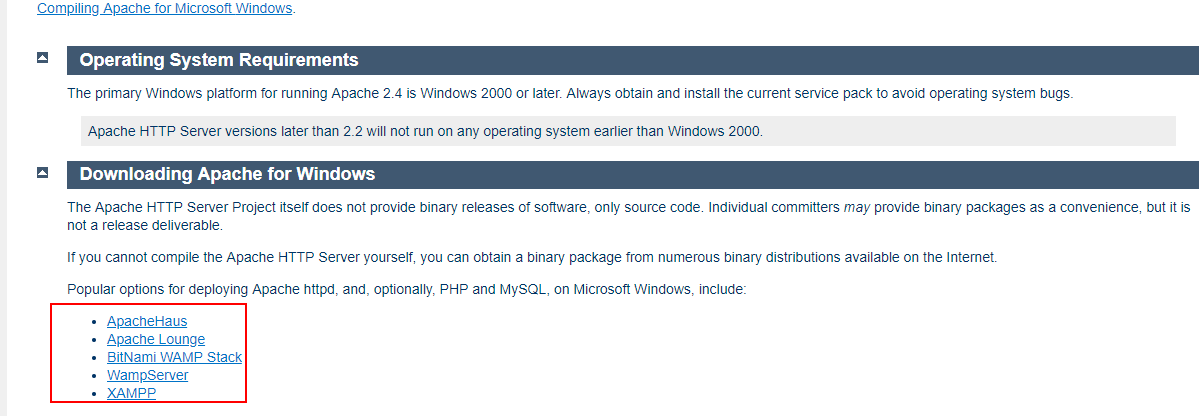 Compiling Apache for Microsoft Windows.
Operating System Requirements
The primary Windows platform for running Apache 2.4 is Windows 2000 or later. Always obtain and install the current service pack to avoid operating system bugs.
Apache HTTP Server versions later than 2.2 will not run on any operating system earlier than Windows 2000.
Downloading Apache for Windows
The Apache HTTP Server Project itself does not provide binary releases of software, only source code. Individual committers may provide binary packages as a convenience, but it is
not a release deliverable.
If you cannot compile the Apache HTTP Server yourself, you can obtain a binary package from numerous binary distributions available on the Internet.
Popular options for deploying Apache httpd, and, optionally, PHP and MySQL, on Microsoft Windows, include:
• ApacheHaus
• Apache Lounge
• BitNami WAMP Stack
• WampServer
• XAMPP